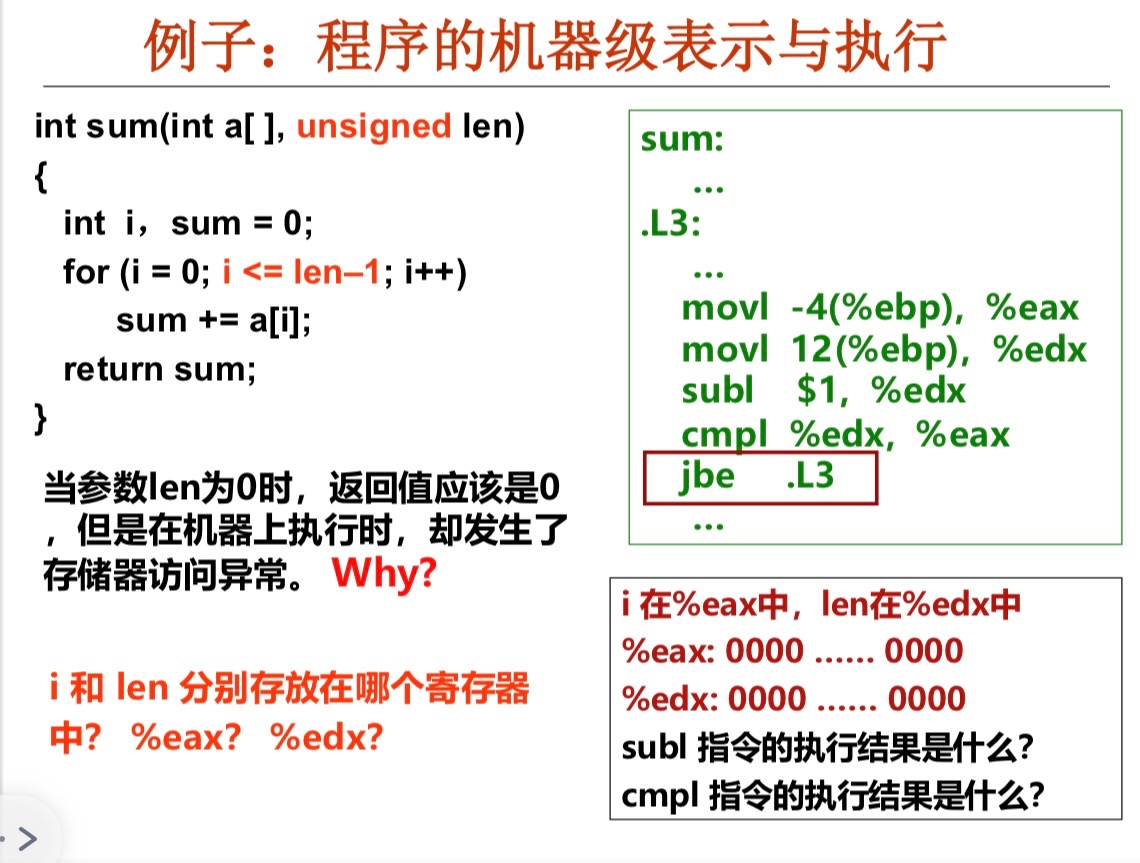 例子：程序的机器级表示与执行
int sum(int a[ ], unsigned len)
{
int i，sum = 0;
for (i = 0; i <= len–1; i++)
sum += a[i];
return sum;
}
当参数len为0时，返回值应该是0
，但是在机器上执行时，却发生了
存储器访问异常。 Why?
i 和 len 分别存放在哪个寄存器
中？ %eax？ %edx？
sum:
...
.L3:
...
movl -4(%ebp), %eax
movl 12(%ebp), %edx
subl $1, %edx
cmpl %edx, %eax
jbe .L3
...
i 在%eax中，len在%edx中
%eax: 0000 …… 0000
%edx: 0000 …… 0000
subl 指令的执行结果是什么？
cmpl 指令的执行结果是什么？